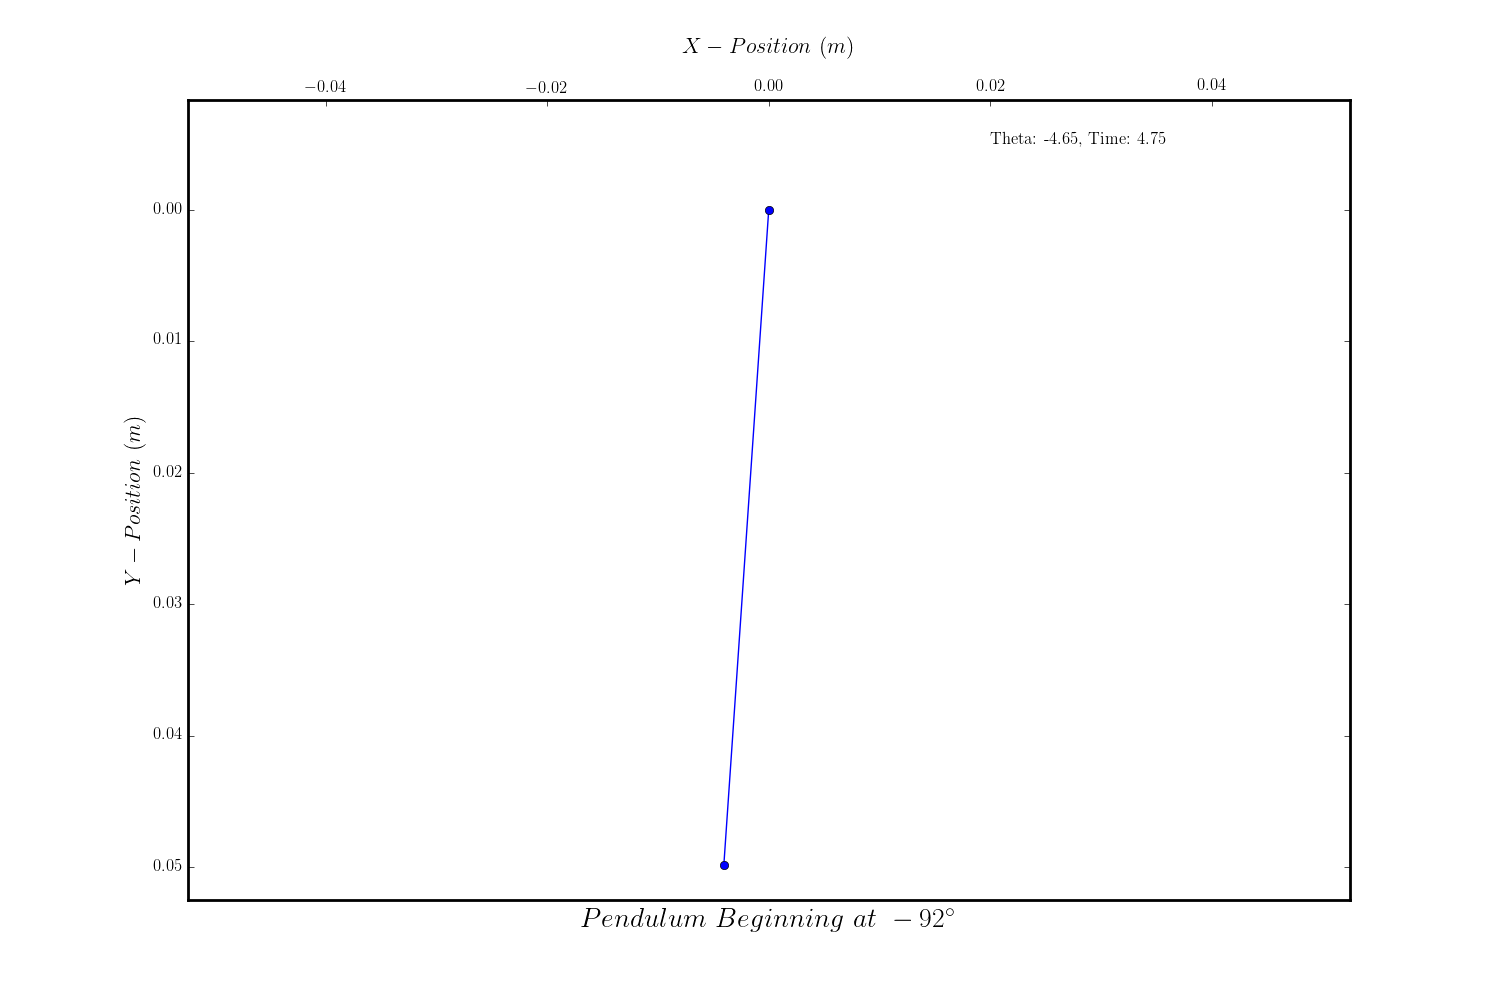 X − Position (m)
−0.04 −0.02 0.00 0.02 0.04
Theta: -4.65, Time: 4.75
0.00
0.01
0.02
0.03
0.04
0.05
Y − Position (m)
Pendulum Beginning at − 92°